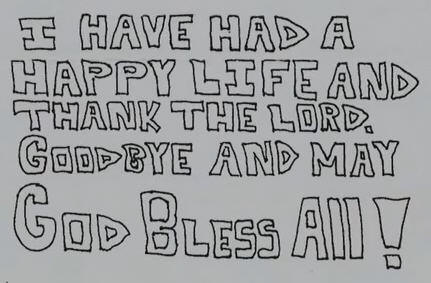 I HAVE HAD A
HAPPY LIFE AND
THANK THE LORD.
GOODBYE AND MAY
GOD BLESS ALL!